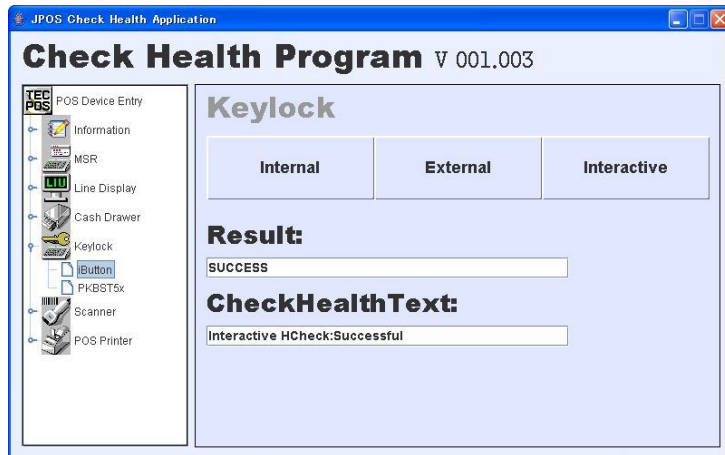 JPOS Check Health Application
Check Health Program V 001.003
TEC POS POS Device Entry
Information
MSR
LIU Line Display
Cash Drawer
Keylock
iButton
PKBST5x
Scanner
POS Printer
Keylock
Internal External Interactive
Result:
SUCCESS
CheckHealthText:
Interactive HCheck:Successful